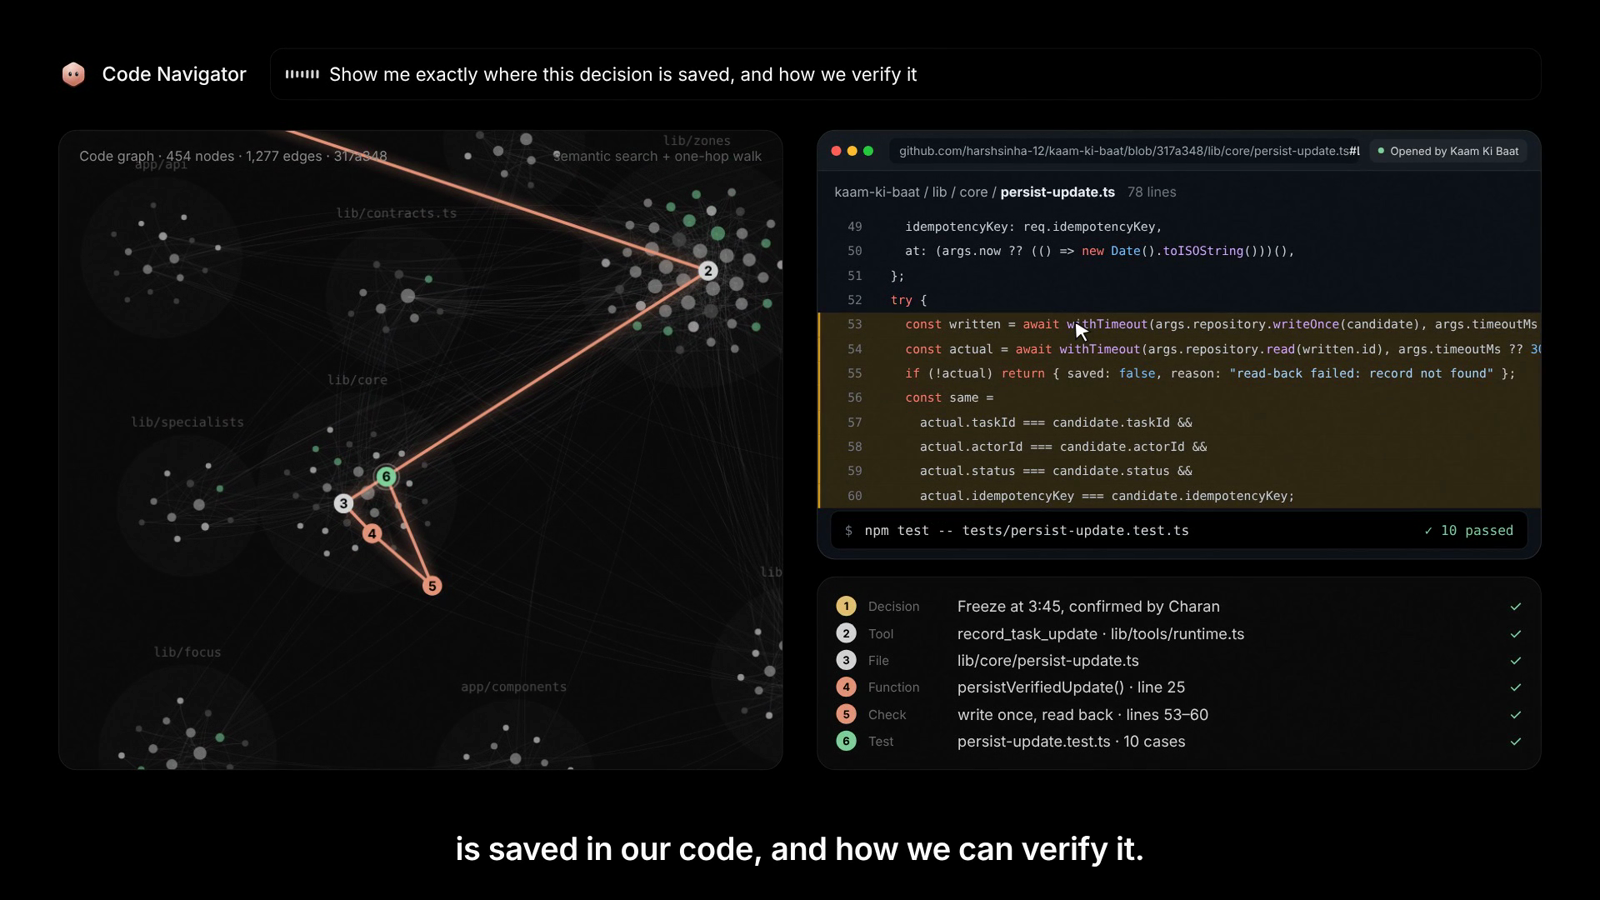 Code Navigator
Show me exactly where this decision is saved, and how we verify it
Code graph · 454 nodes · 1,277 edges · 317a348
semantic search + one-hop walk
app/api
lib/zones
lib/contracts.ts
2
lib/core
lib/specialists
6
3
4
5
lib
lib/focus
app/components
github.com/harshsinha-12/kaam-ki-baat/blob/317a348/lib/core/persist-update.ts#L
Opened by Kaam Ki Baat
kaam-ki-baat / lib / core / persist-update.ts 78 lines
49 idempotencyKey: req.idempotencyKey,
50 at: (args.now ?? (() => new Date().toISOString()))(),
51 };
52 try {
53 const written = await withTimeout(args.repository.writeOnce(candidate), args.timeoutMs
54 const actual = await withTimeout(args.repository.read(written.id), args.timeoutMs ?? 30
55 if (!actual) return { saved: false, reason: "read-back failed: record not found" };
56 const same =
57 actual.taskId === candidate.taskId &&
58 actual.actorId === candidate.actorId &&
59 actual.status === candidate.status &&
60 actual.idempotencyKey === candidate.idempotencyKey;
$ npm test -- tests/persist-update.test.ts ✓ 10 passed
1 Decision Freeze at 3:45, confirmed by Charan ✓
2 Tool record_task_update · lib/tools/runtime.ts ✓
3 File lib/core/persist-update.ts ✓
4 Function persistVerifiedUpdate() · line 25 ✓
5 Check write once, read back · lines 53–60 ✓
6 Test persist-update.test.ts · 10 cases ✓
is saved in our code, and how we can verify it.